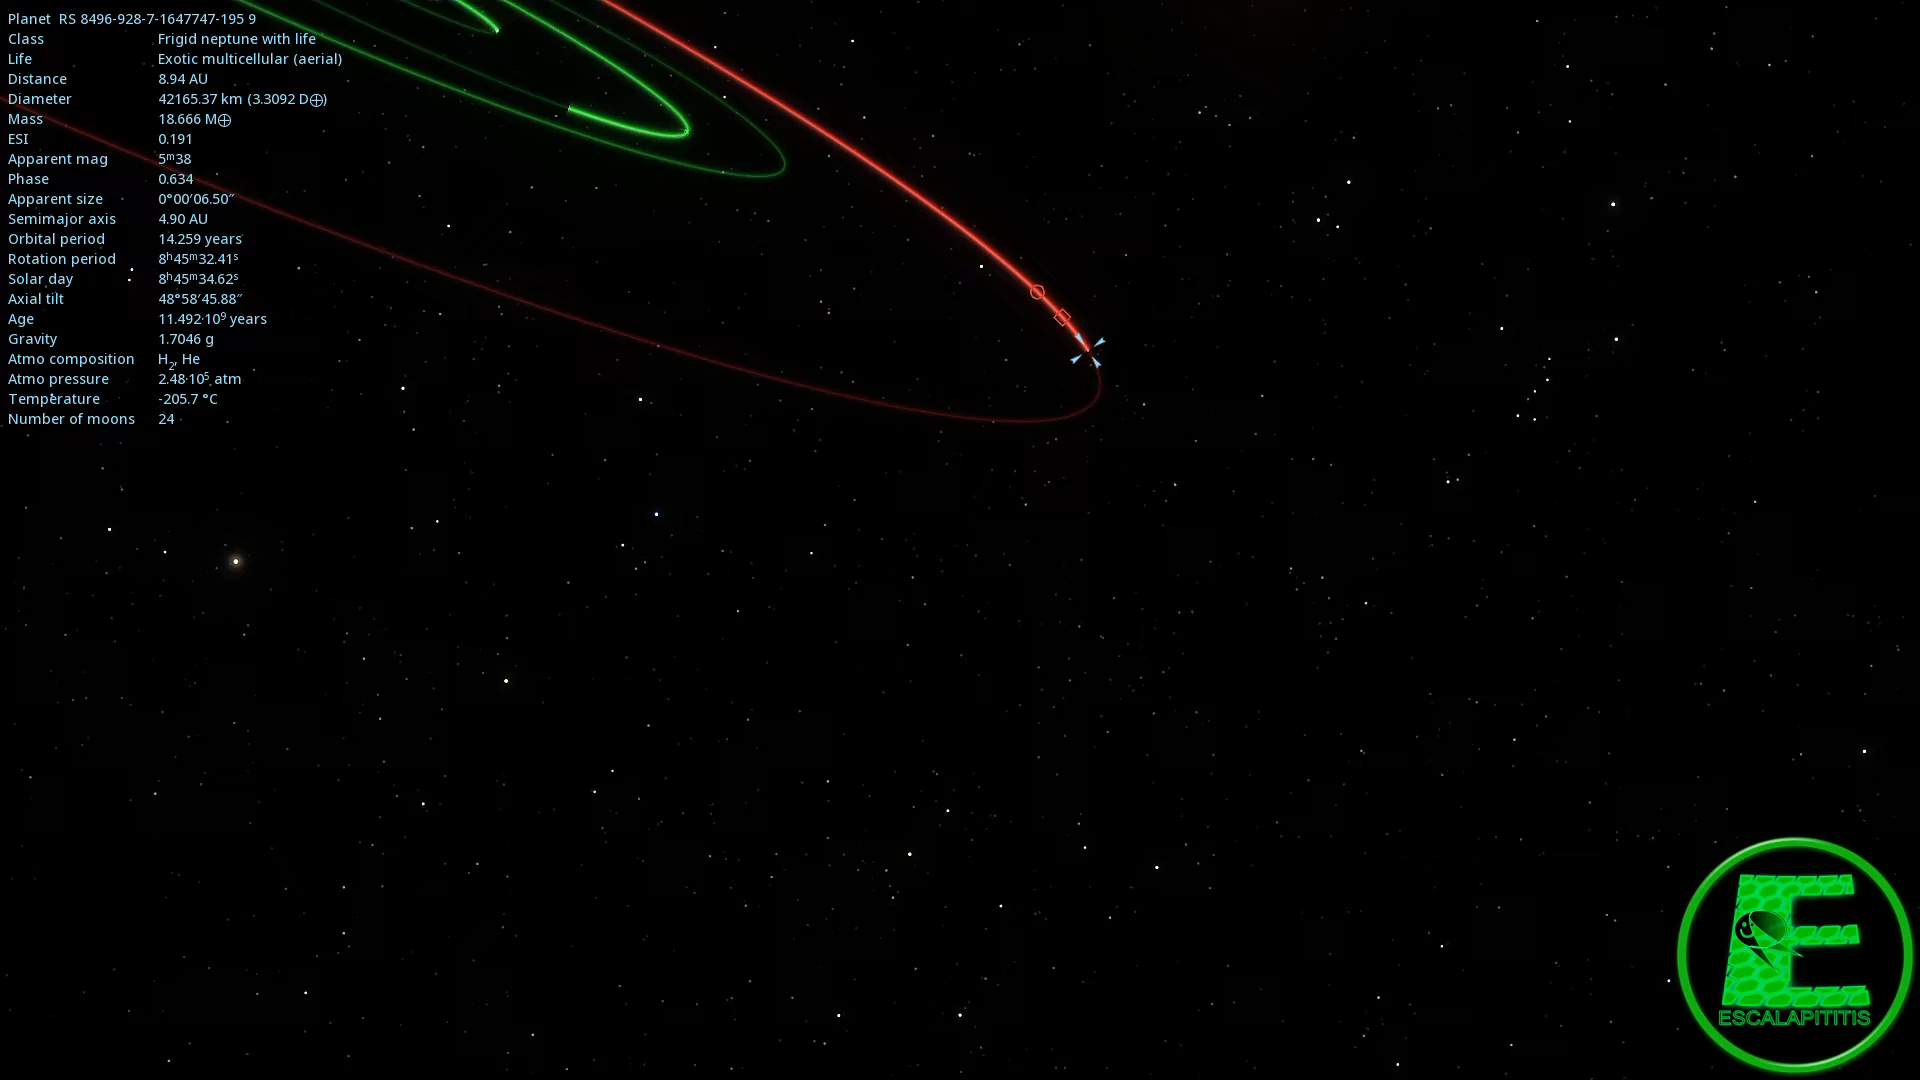 Planet RS 8496-928-7-1647747-195 9
Class Frigid neptune with life
Life Exotic multicellular (aerial)
Distance 8.94 AU
Diameter 42165.37 km (3.3092 D⊕)
Mass 18.666 M⊕
ESI 0.191
Apparent mag 5ᵐ38
Phase 0.634
Apparent size 0°00′06.50″
Semimajor axis 4.90 AU
Orbital period 14.259 years
Rotation period 8ʰ45ᵐ32.41ˢ
Solar day 8ʰ45ᵐ34.62ˢ
Axial tilt 48°58′45.88″
Age 11.492·10⁹ years
Gravity 1.7046 g
Atmo composition H₂, He
Atmo pressure 2.48·10⁵ atm
Temperature -205.7 °C
Number of moons 24
E
ESCALAPITITIS